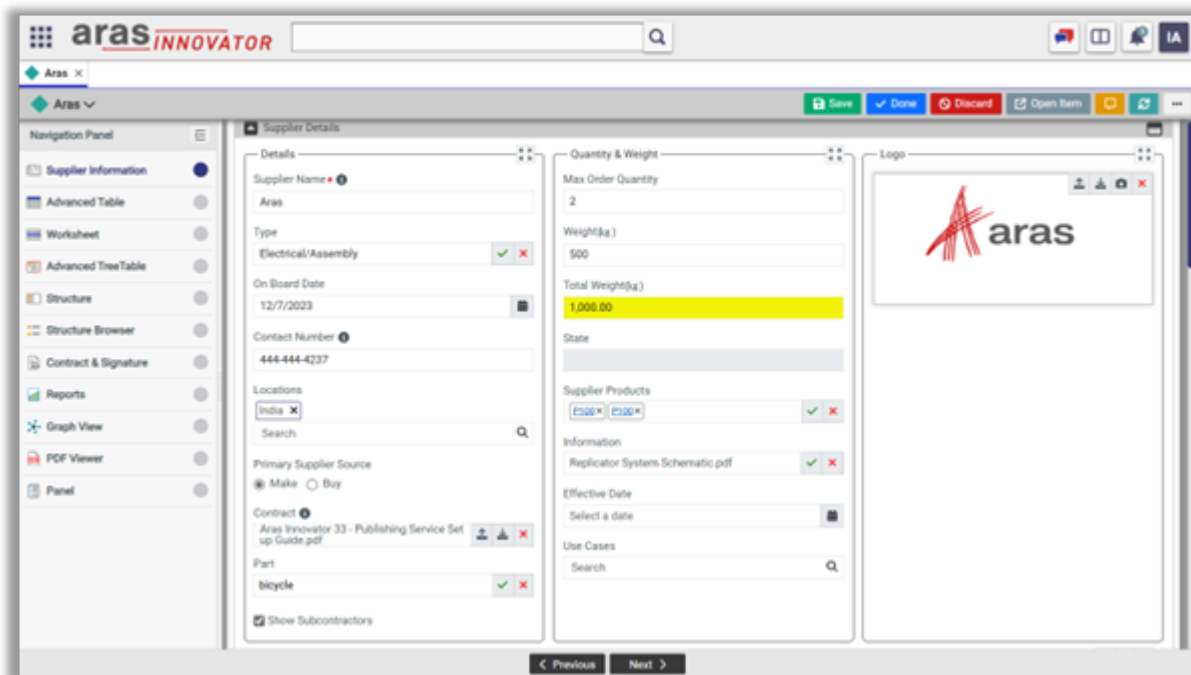 aras INNOVATOR
IA
Aras
Aras
Save
Done
Discard
Open Item
Navigation Panel
Supplier Information
Advanced Table
Worksheet
Advanced TreeTable
Structure
Structure Browser
Contract & Signature
Reports
Graph View
PDF Viewer
Panel
Supplier Details
Details
Supplier Name
Aras
Type
Electrical/Assembly
On Board Date
12/7/2023
Contact Number
444-444-4237
Locations
India
Search
Primary Supplier Source
Make Buy
Contract
Aras Innovator 33 - Publishing Service Set
up Guide.pdf
Part
bicycle
Show Subcontractors
Quantity & Weight
Max Order Quantity
2
Weight(kg)
500
Total Weight(kg)
1,000.00
State
Supplier Products
P100 P100
Information
Replicator System Schematic.pdf
Effective Date
Select a date
Use Cases
Search
Logo
aras
Previous
Next